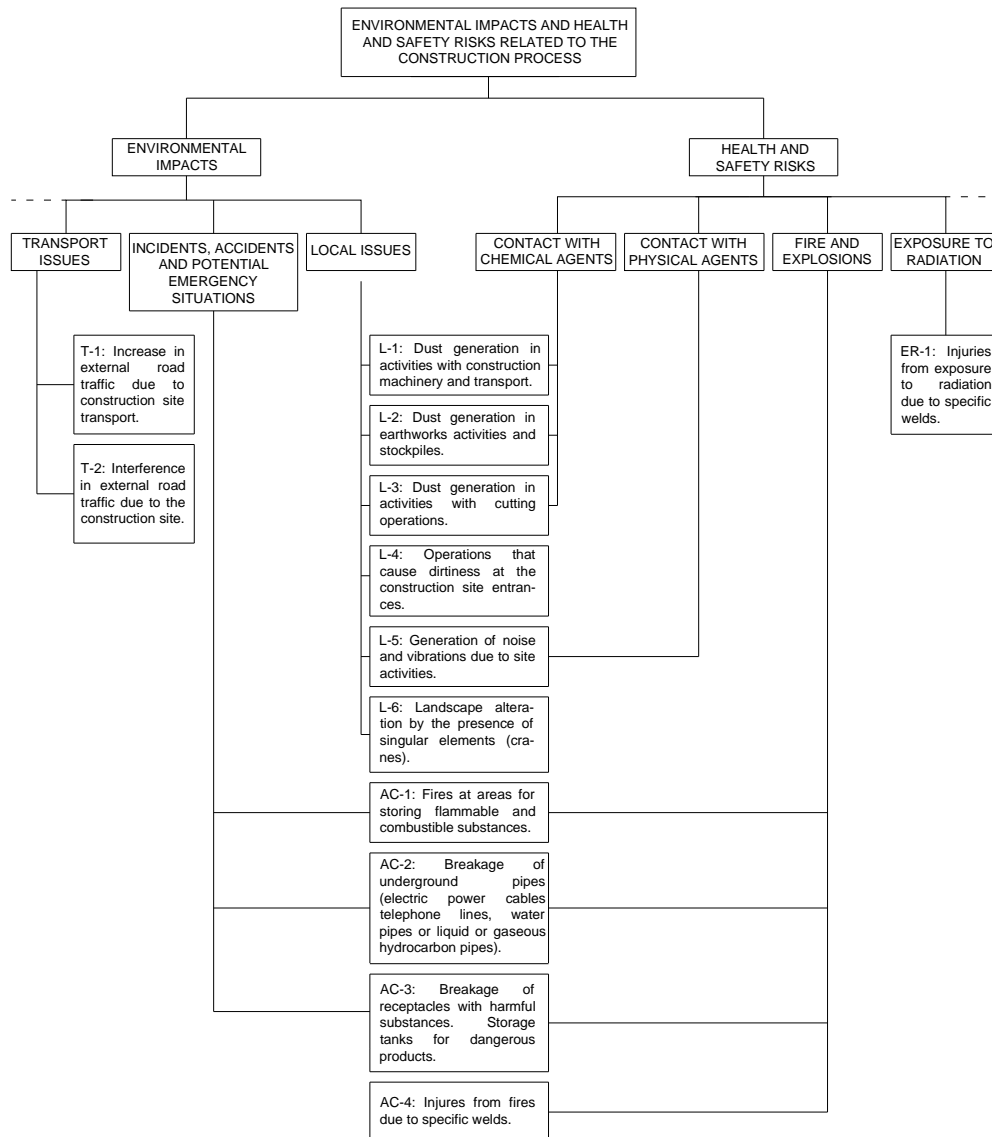 ENVIRONMENTAL IMPACTS AND HEALTH
AND SAFETY RISKS RELATED TO THE
CONSTRUCTION PROCESS
ENVIRONMENTAL
IMPACTS
HEALTH AND
SAFETY RISKS
TRANSPORT
ISSUES
INCIDENTS, ACCIDENTS
AND POTENTIAL
EMERGENCY
SITUATIONS
LOCAL ISSUES
CONTACT WITH
CHEMICAL AGENTS
CONTACT WITH
PHYSICAL AGENTS
FIRE AND
EXPLOSIONS
EXPOSURE TO
RADIATION
T-1: Increase in
external road
traffic due to
construction site
transport.
T-2: Interference
in external road
traffic due to the
construction site.
L-1: Dust generation in
activities with construction
machinery and transport.
L-2: Dust generation in
earthworks activities and
stockpiles.
L-3: Dust generation in
activities with cutting
operations.
L-4: Operations that
cause dirtiness at the
construction site entran-
ces.
L-5: Generation of noise
and vibrations due to site
activities.
L-6: Landscape altera-
tion by the presence of
singular elements (cra-
nes).
AC-1: Fires at areas for
storing flammable and
combustible substances.
AC-2: Breakage of
underground pipes
(electric power cables
telephone lines, water
pipes or liquid or gaseous
hydrocarbon pipes).
AC-3: Breakage of
receptacles with harmful
substances. Storage
tanks for dangerous
products.
AC-4: Injures from fires
due to specific welds.
ER-1: Injuries
from exposure
to radiation
due to specific
welds.